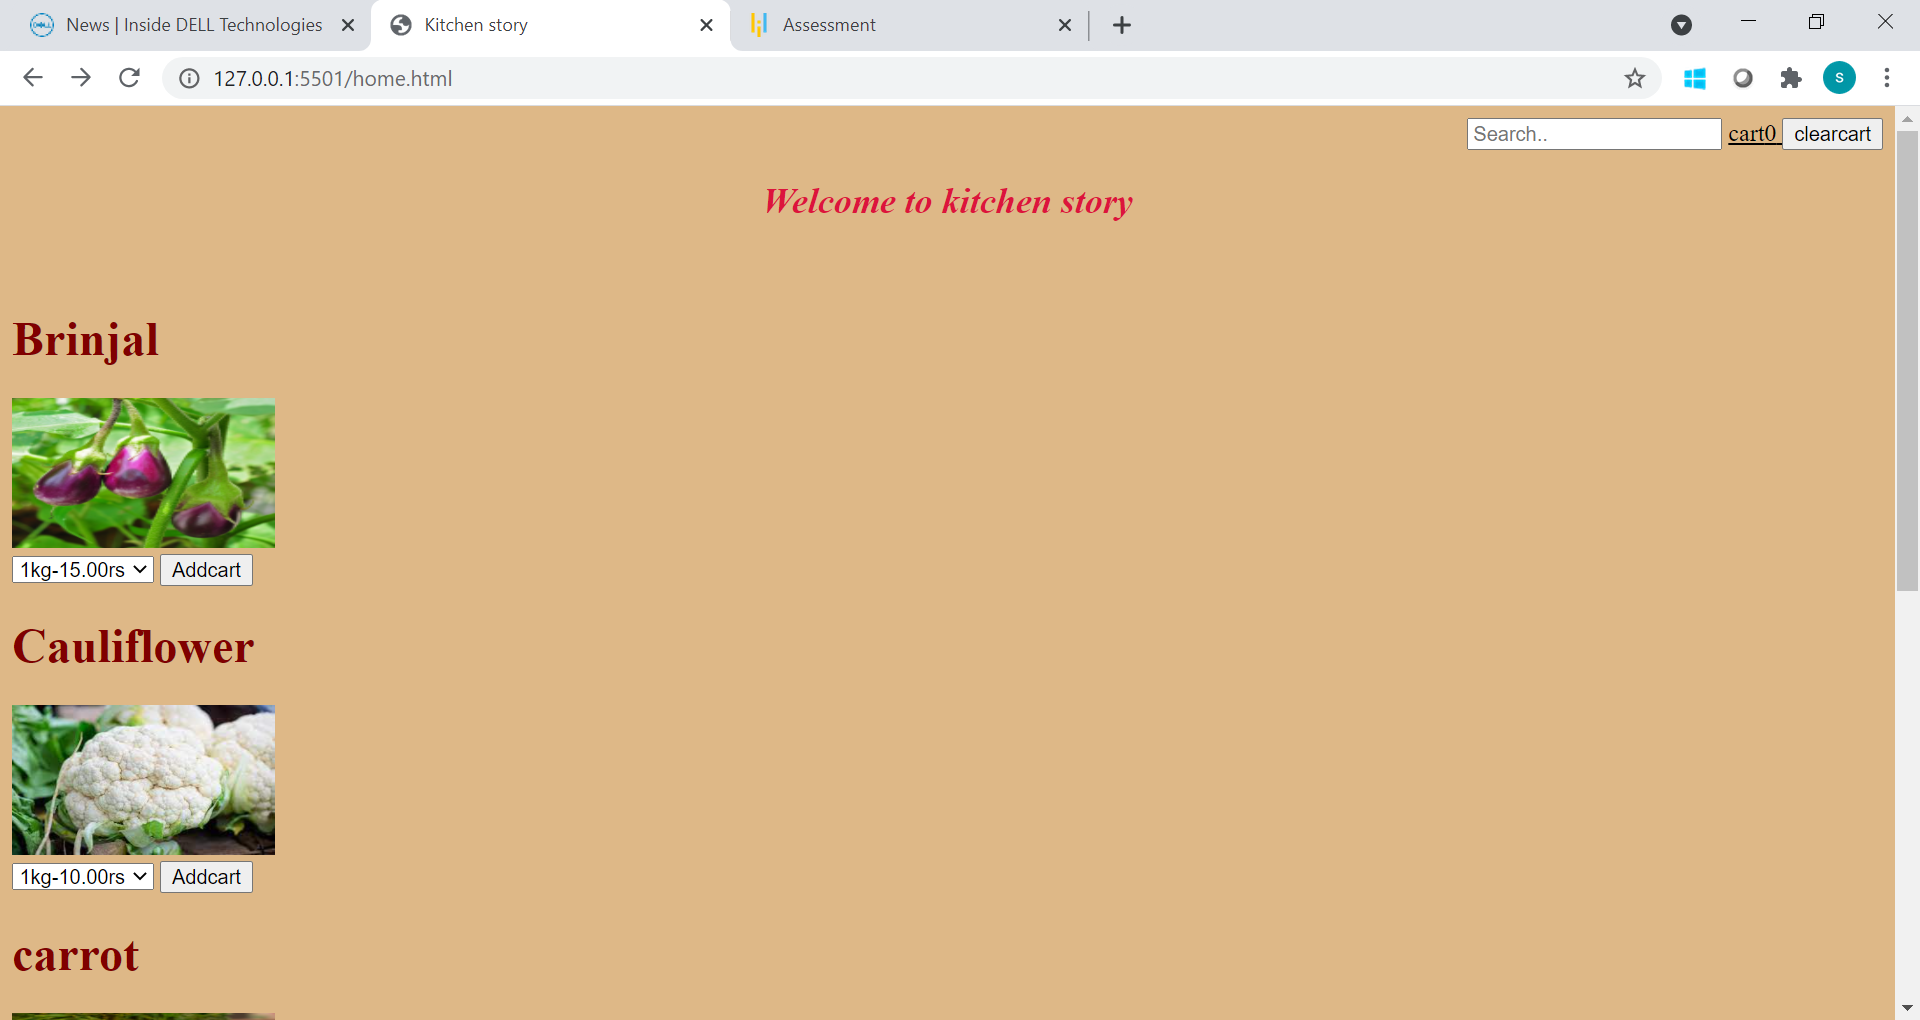 News | Inside DELL Technologies
Kitchen story
Assessment
127.0.0.1:5501/home.html
S
Search..
cart0
clearcart
Welcome to kitchen story
Brinjal
1kg-15.00rs
Addcart
Cauliflower
1kg-10.00rs
Addcart
carrot